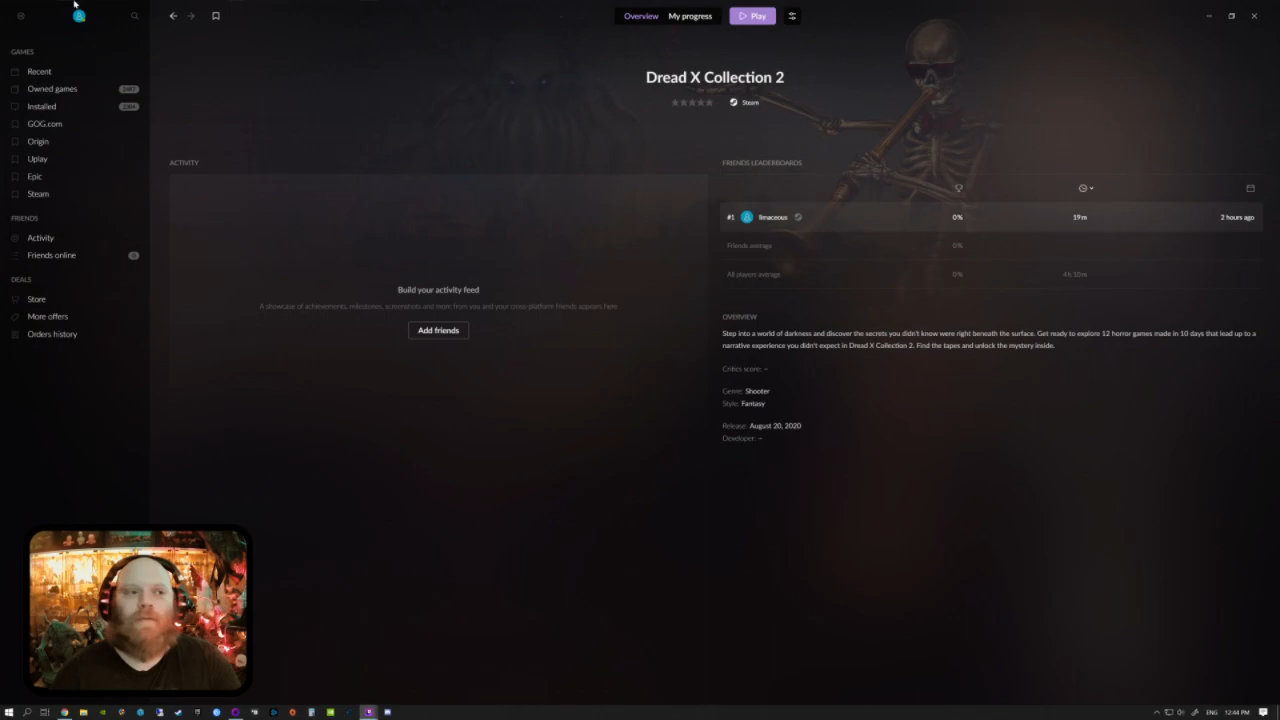 Overview My progress Play
GAMES
Recent
Owned games 2497
Installed 2384
GOG.com
Origin
Uplay
Epic
Steam
FRIENDS
Activity
Friends online 0
DEALS
Store
More offers
Orders history
Dread X Collection 2
Steam
ACTIVITY
Build your activity feed
A showcase of achievements, milestones, screenshots and more from you and your cross-platform friends appears here
Add friends
FRIENDS LEADERBOARDS
#1 limaceous 0% 19m 2 hours ago
Friends average 0%
All players average 0% 4h 10m
OVERVIEW
Step into a world of darkness and discover the secrets you didn't know were right beneath the surface. Get ready to explore 12 horror games made in 10 days that lead up to a
narrative experience you didn't expect in Dread X Collection 2. Find the tapes and unlock the mystery inside.
Critics score: -
Genre: Shooter
Style: Fantasy
Release: August 20, 2020
Developer: -
ENG 12:44 PM